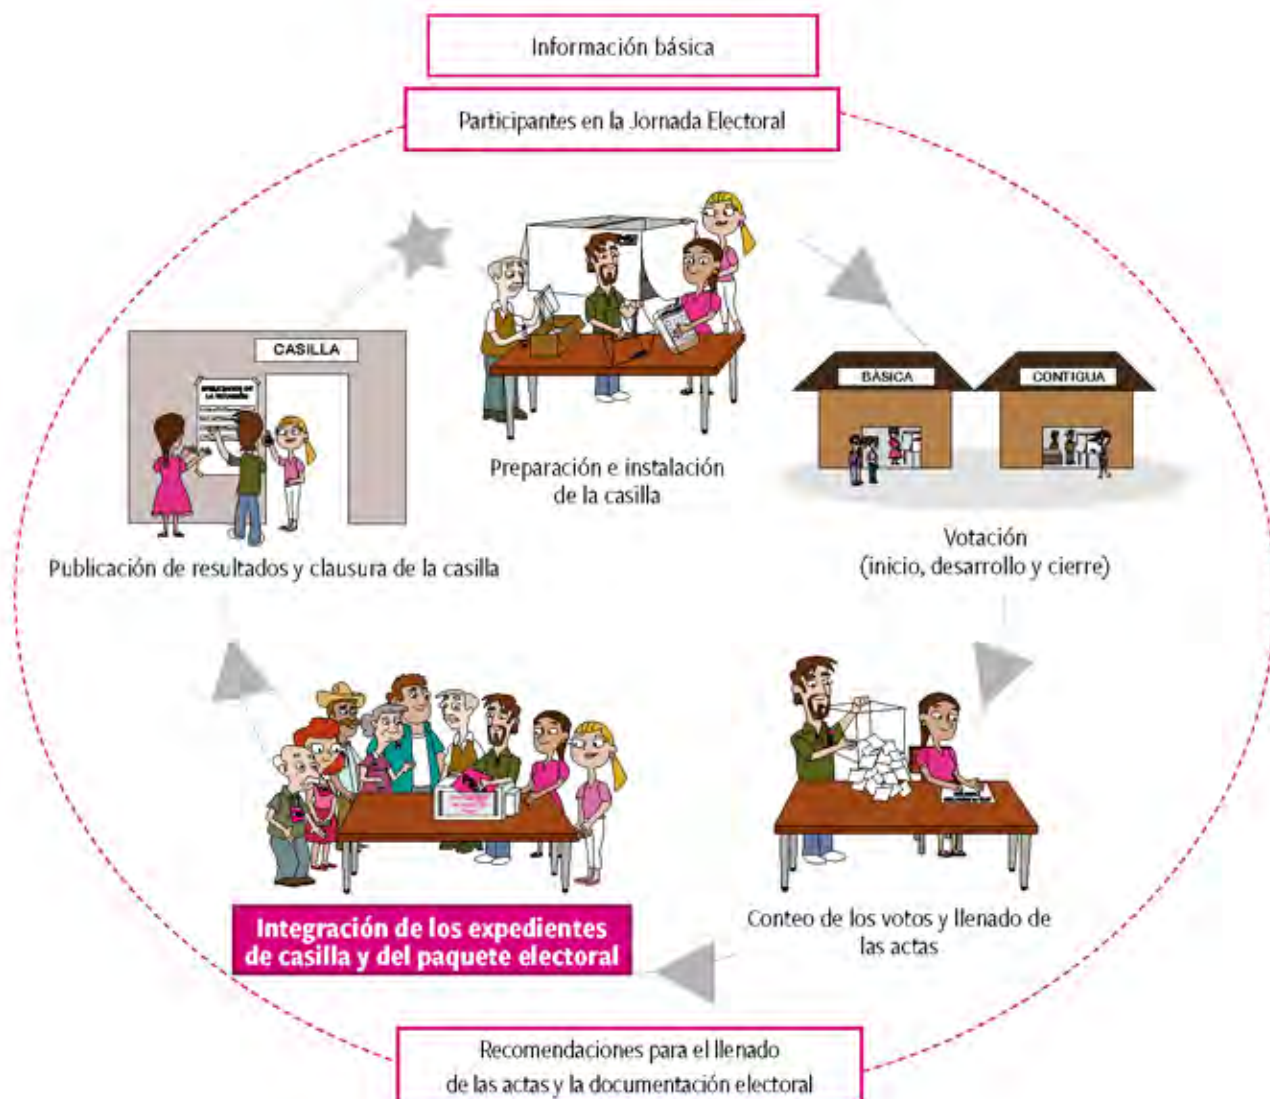 Información básica
Participantes en la Jornada Electoral
CASILLA
BÁSICA
CONTIGUA
Preparación e instalación
de la casilla
Votación
(inicio, desarrollo y cierre)
Publicación de resultados y clausura de la casilla
Integración de los expedientes
de casilla y del paquete electoral
Conteo de los votos y llenado de
las actas
Recomendaciones para el llenado
de las actas y la documentación electoral